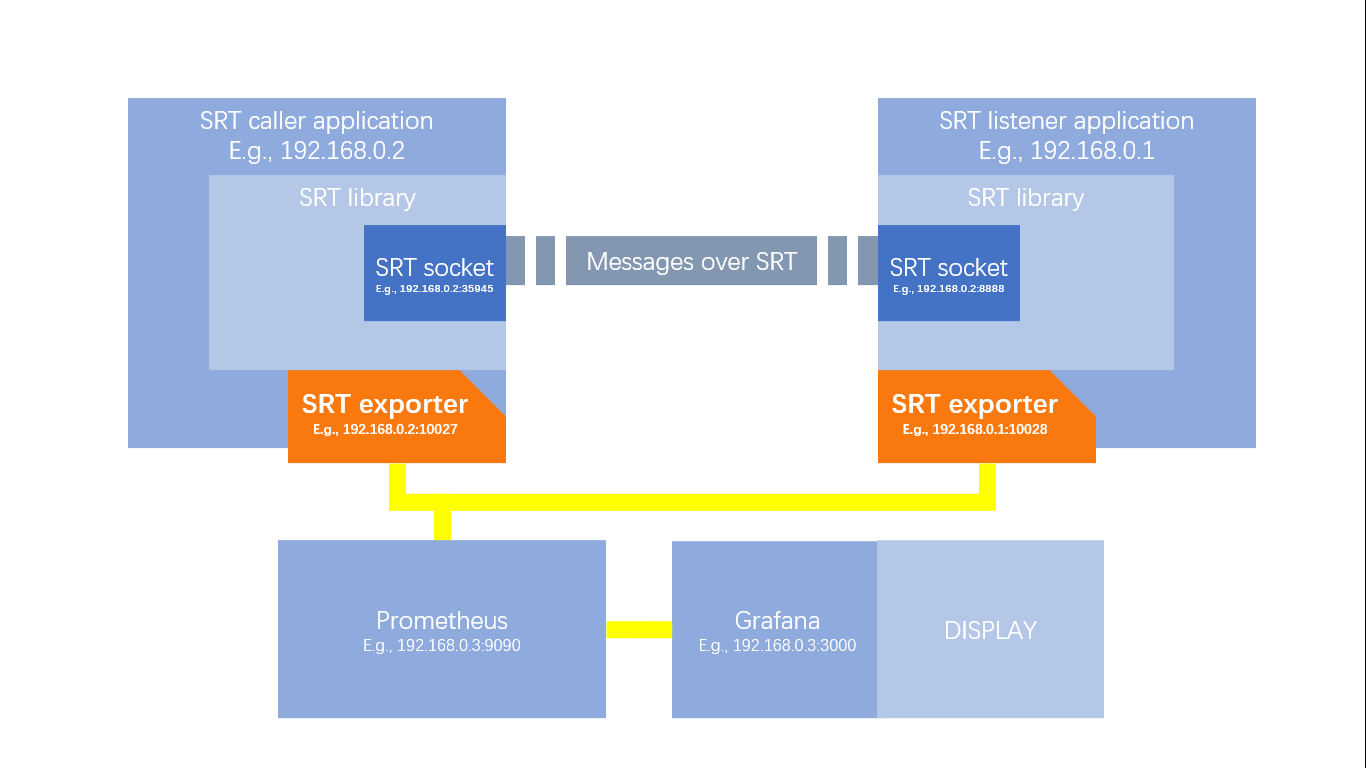 SRT caller application
E.g., 192.168.0.2
SRT library
SRT socket
E.g., 192.168.0.2:35945
SRT exporter
E.g., 192.168.0.2:10027
Messages over SRT
SRT listener application
E.g., 192.168.0.1
SRT library
SRT socket
E.g., 192.168.0.2:8888
SRT exporter
E.g., 192.168.0.1:10028
Prometheus
E.g., 192.168.0.3:9090
Grafana
E.g., 192.168.0.3:3000
DISPLAY